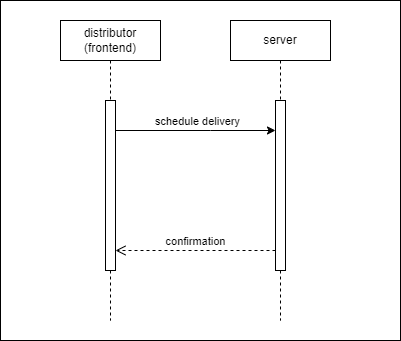 distributor
(frontend)
server
schedule delivery
confirmation